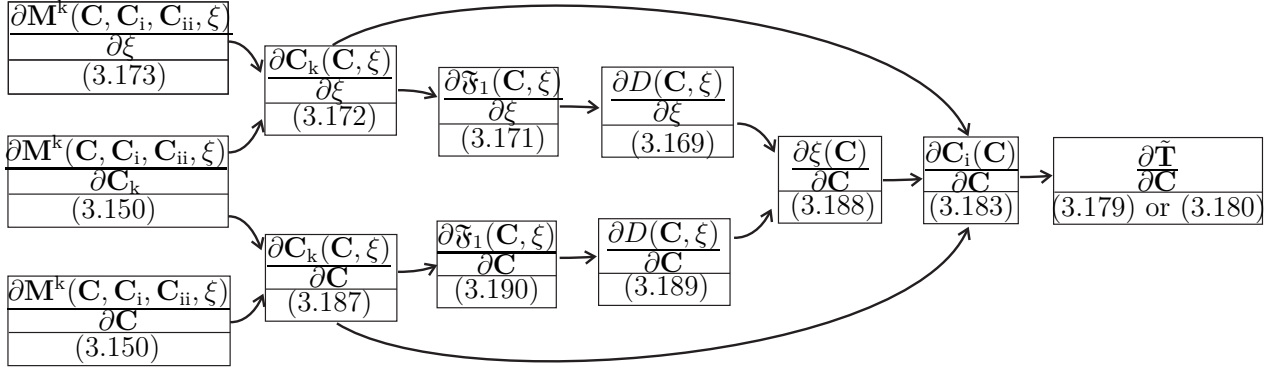 ∂M^k(C, C_i, C_ii, ξ)
∂ξ
(3.173)
∂M^k(C, C_i, C_ii, ξ)
∂C_k
(3.150)
∂M^k(C, C_i, C_ii, ξ)
∂C
(3.150)
∂C_k(C, ξ)
∂ξ
(3.172)
∂C_k(C, ξ)
∂C
(3.187)
∂𝔉_1(C, ξ)
∂ξ
(3.171)
∂𝔉_1(C, ξ)
∂C
(3.190)
∂D(C, ξ)
∂ξ
(3.169)
∂D(C, ξ)
∂C
(3.189)
∂ξ(C)
∂C
(3.188)
∂C_i(C)
∂C
(3.183)
∂T̃
∂C
(3.179) or (3.180)